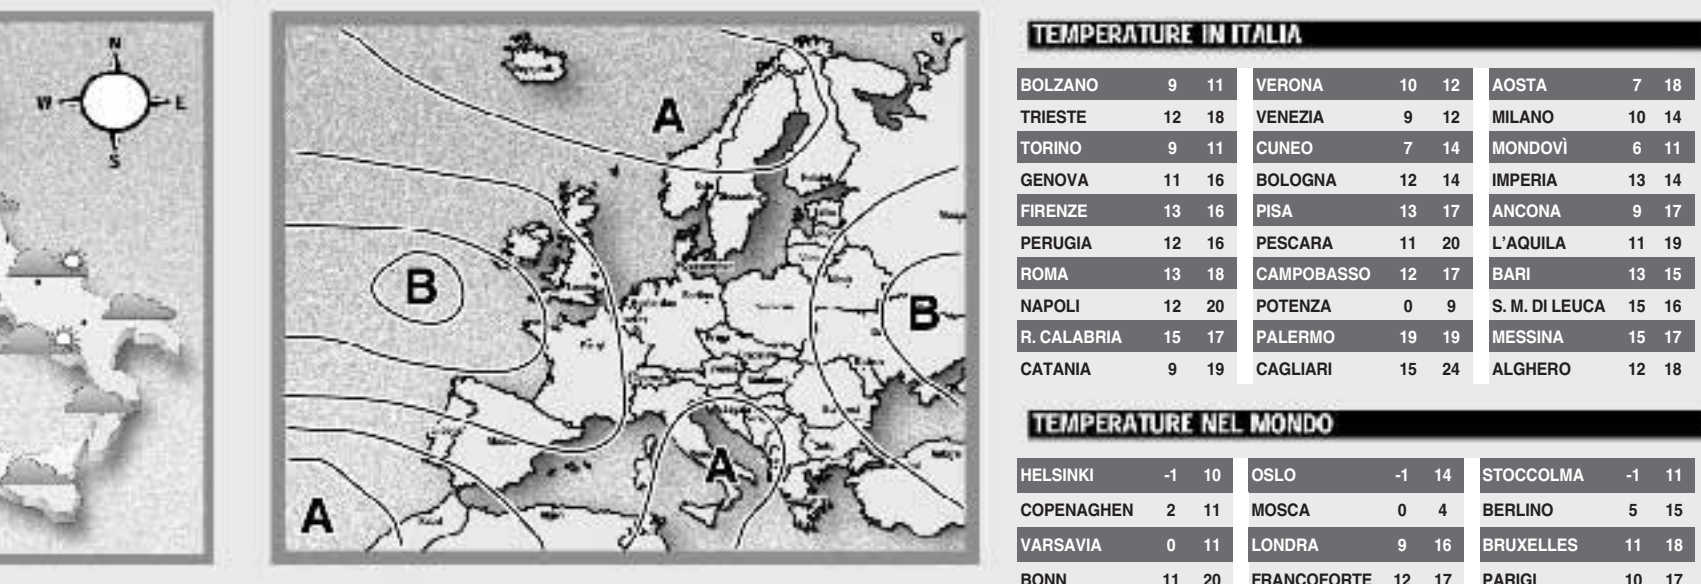 N
W E
S
A
B
B
A
A
TEMPERATURE IN ITALIA
BOLZANO 9 11 VERONA 10 12 AOSTA 7 18
TRIESTE 12 18 VENEZIA 9 12 MILANO 10 14
TORINO 9 11 CUNEO 7 14 MONDOVÌ 6 11
GENOVA 11 16 BOLOGNA 12 14 IMPERIA 13 14
FIRENZE 13 16 PISA 13 17 ANCONA 9 17
PERUGIA 12 16 PESCARA 11 20 L'AQUILA 11 19
ROMA 13 18 CAMPOBASSO 12 17 BARI 13 15
NAPOLI 12 20 POTENZA 0 9 S. M. DI LEUCA 15 16
R. CALABRIA 15 17 PALERMO 19 19 MESSINA 15 17
CATANIA 9 19 CAGLIARI 15 24 ALGHERO 12 18
TEMPERATURE NEL MONDO
HELSINKI -1 10 OSLO -1 14 STOCCOLMA -1 11
COPENAGHEN 2 11 MOSCA 0 4 BERLINO 5 15
VARSAVIA 0 11 LONDRA 9 16 BRUXELLES 11 18
BONN 11 20 FRANCOFORTE 12 17 PARIGI 10 17